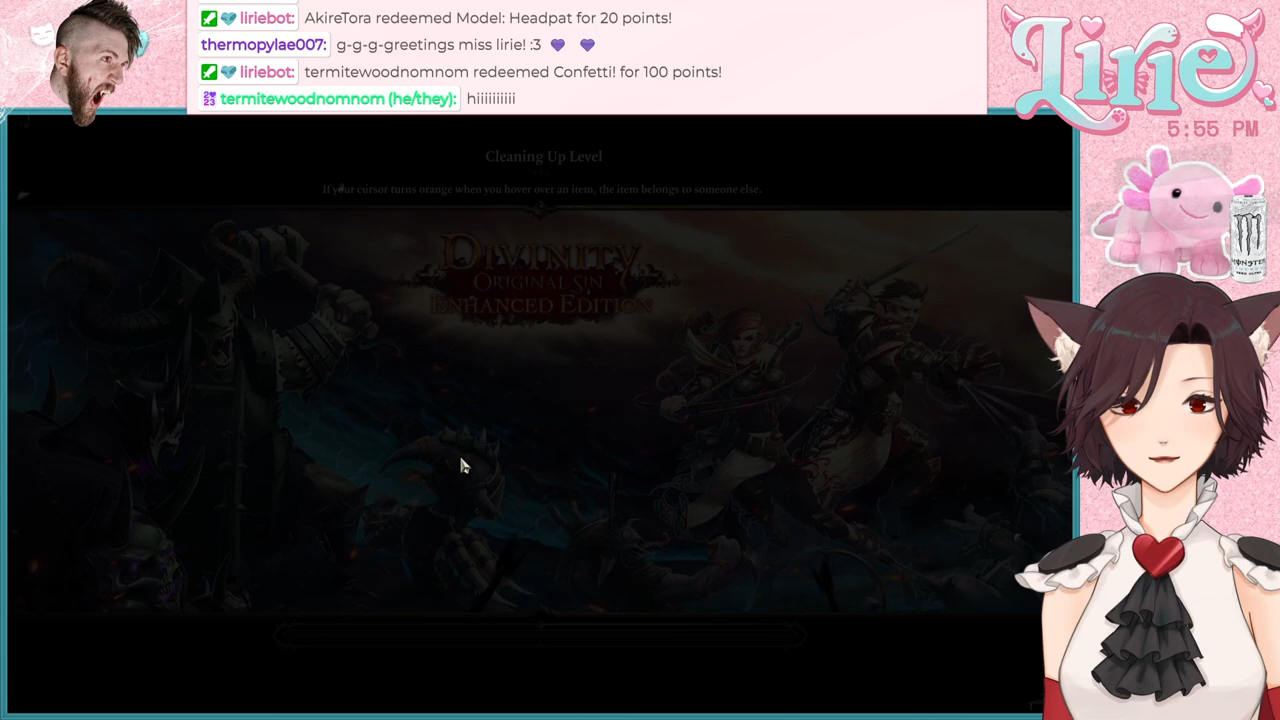 liriebot: AkireTora redeemed Model: Headpat for 20 points!
thermopylae007: g-g-g-greetings miss lirie! :3
liriebot: termitewoodnomnom redeemed Confetti! for 100 points!
termitewoodnomnom (he/they): hiiiiiiiiii
Lirie
5:55 PM
Cleaning Up Level
If your cursor turns orange when you hover over an item, the item belongs to someone else.
DIVINITY
ORIGINAL SIN
ENHANCED EDITION
MONSTER